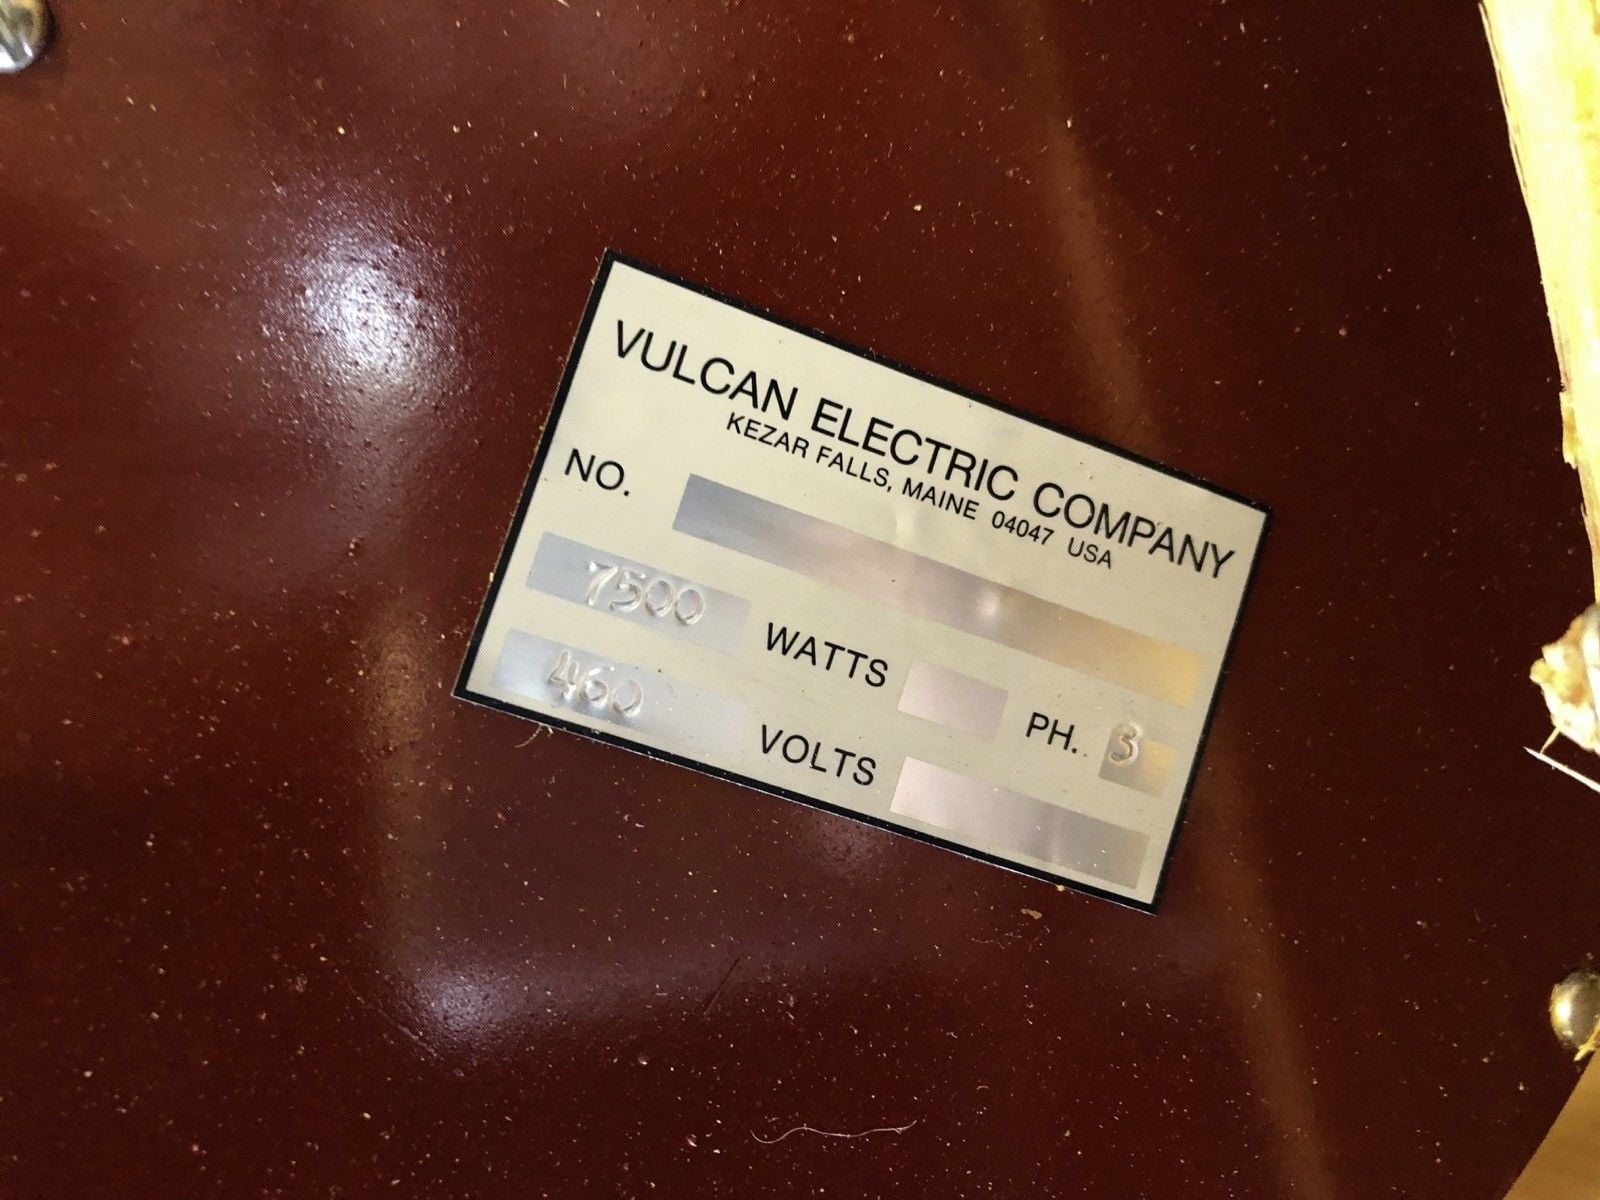 VULCAN ELECTRIC COMPANY
KEZAR FALLS, MAINE 04047 USA
NO.
7500 WATTS PH. 3
460 VOLTS